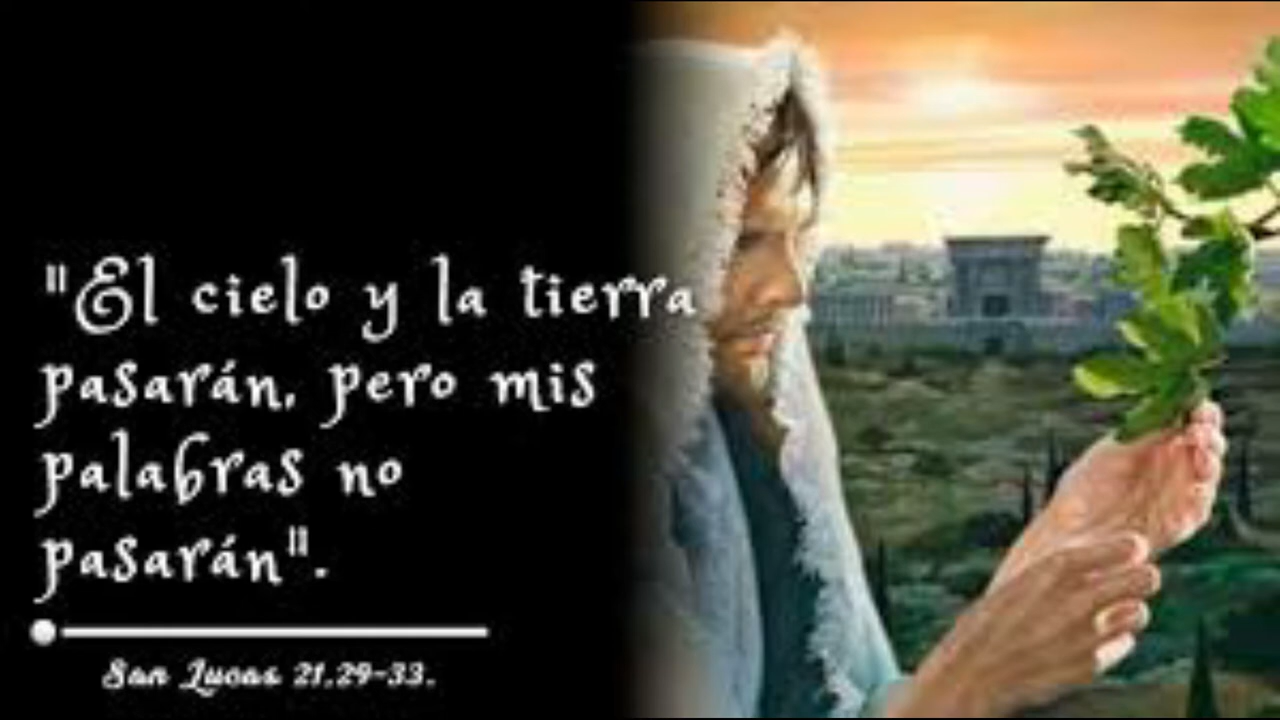 "El cielo y la tierra
pasarán, pero mis
palabras no
pasarán".
San Lucas 21,29-33.